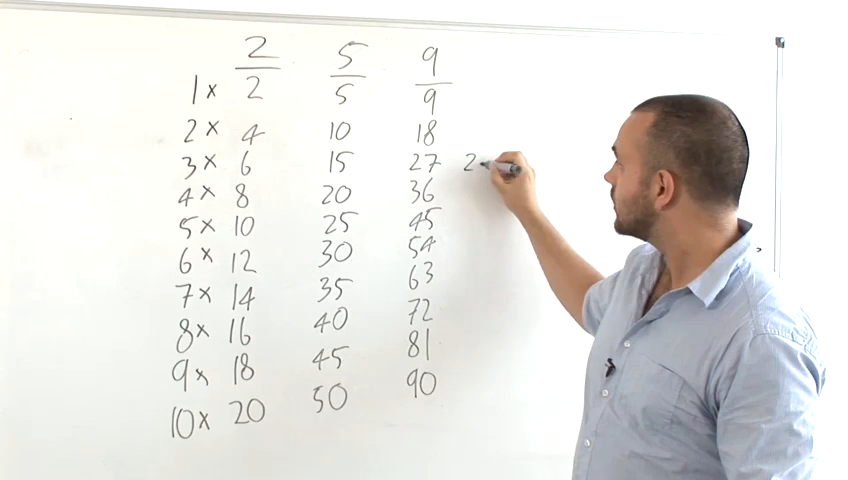 2 5 9
1 × 2 5 9
2 × 4 10 18
3 × 6 15 27 2
4 × 8 20 36
5 × 10 25 45
6 × 12 30 54
7 × 14 35 63
8 × 16 40 72
9 × 18 45 81
10 × 20 50 90